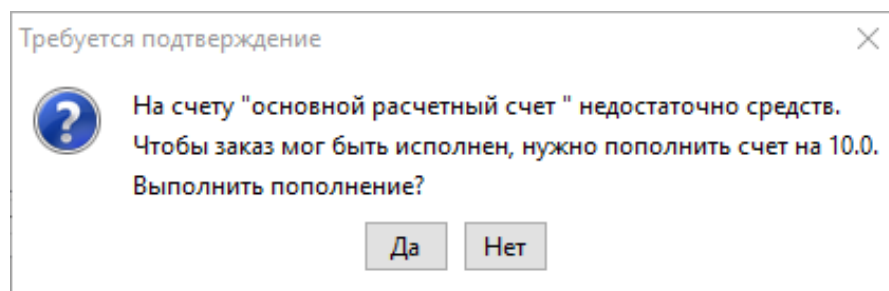 Требуется подтверждение
На счету "основной расчетный счет " недостаточно средств.
Чтобы заказ мог быть исполнен, нужно пополнить счет на 10.0.
Выполнить пополнение?
Да Нет